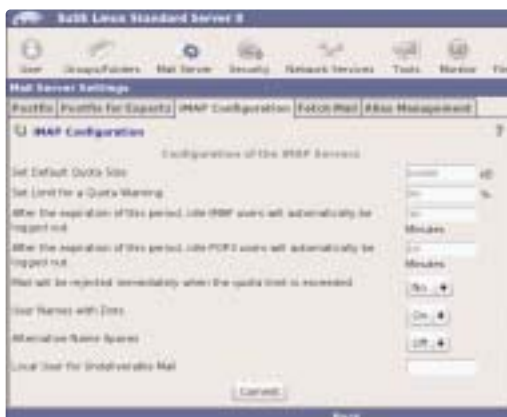 SuSE Linux Standard Server 8
User Groups/Folders Mail Server Security Network Services Tools Monitor
Mail Server Settings
Postfix Postfix for Experts IMAP Configuration Fetch Mail Alias Management
IMAP Configuration ?
Configuration of the IMAP Servers
Set Default Quota Size kB
Set Limit for a Quota Warning %
After the expiration of this period, idle IMAP users will automatically be
logged out
Minutes
After the expiration of this period, idle POP3 users will automatically be
logged out
Minutes
Mail will be rejected immediately when the quota limit is exceeded No
User Names with Dots On
Alternative Name Spaces Off
Local User for Undeliverable Mail